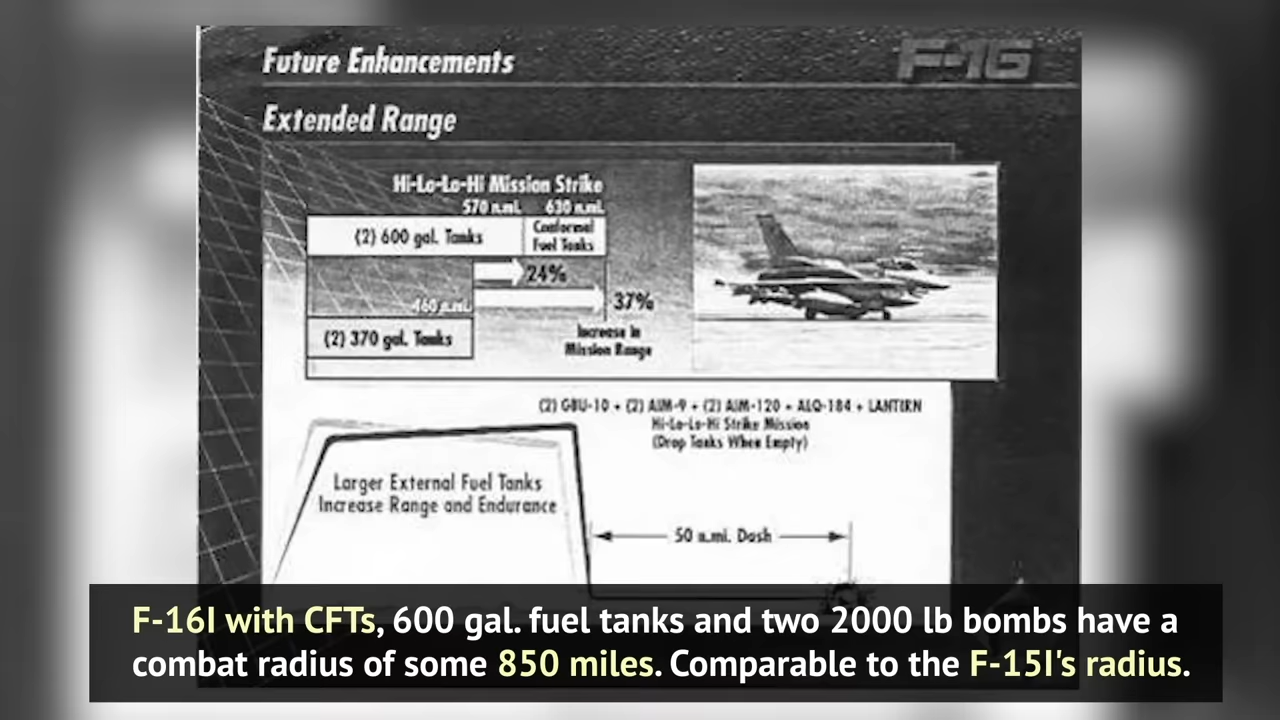 Future Enhancements
F-16
Extended Range
Hi-Lo-Lo-Hi Mission Strike
570 n.mi. 630 n.mi.
(2) 600 gal. Tanks
Conformal
Fuel Tanks
24%
460 n.mi.
37%
(2) 370 gal. Tanks
Increase in
Mission Range
(2) GBU-10 + (2) AIM-9 + (2) AIM-120 + ALQ-184 + LANTIRN
Hi-Lo-Lo-Hi Strike Mission
(Drop Tanks When Empty)
Larger External Fuel Tanks
Increase Range and Endurance
50 n.mi. Dash
F-16I with CFTs, 600 gal. fuel tanks and two 2000 lb bombs have a
combat radius of some 850 miles. Comparable to the F-15I's radius.